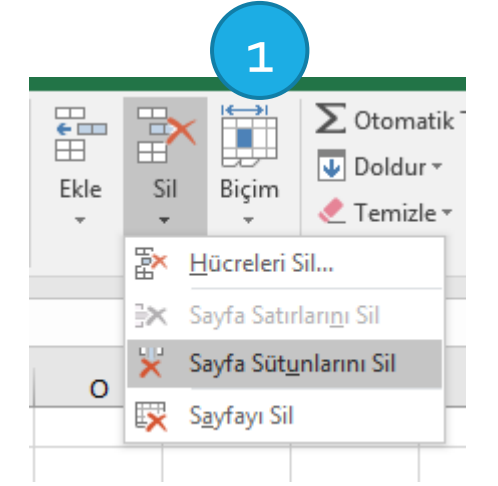 1
Ekle Sil Biçim
Σ Otomatik
Doldur
Temizle
Hücreleri Sil...
Sayfa Satırlarını Sil
Sayfa Sütunlarını Sil
O
Sayfayı Sil